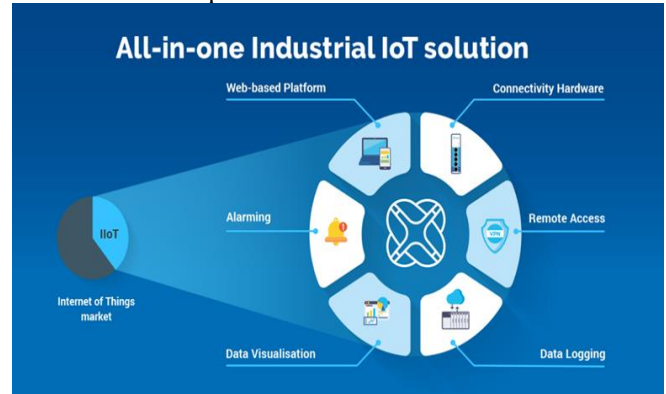 All-in-one Industrial IoT solution
Web-based Platform
Connectivity Hardware
Alarming
1
VPN
Remote Access
IIoT
Internet of Things
market
Data Visualisation
Data Logging